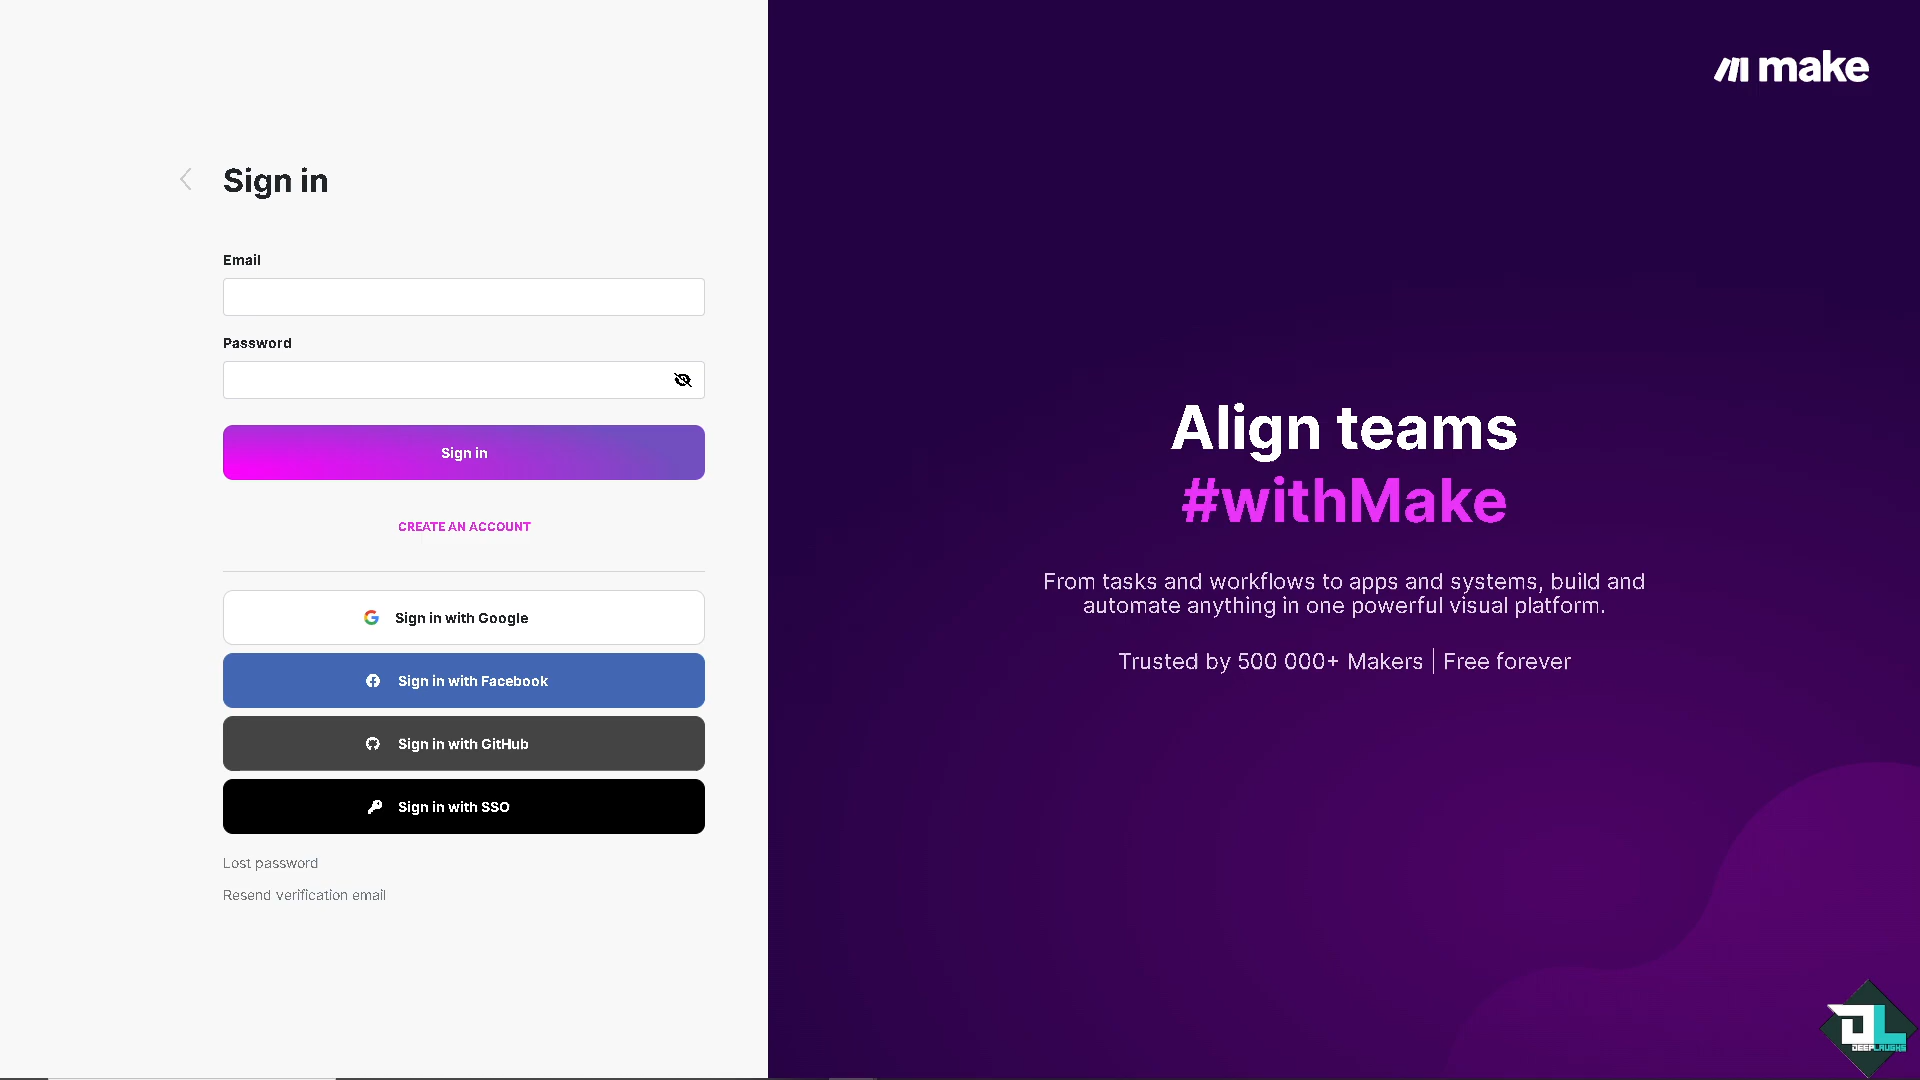 make
Sign in
Email
Password
Sign in
CREATE AN ACCOUNT
Sign in with Google
Sign in with Facebook
Sign in with GitHub
Sign in with SSO
Lost password
Resend verification email
Align teams
#withMake
From tasks and workflows to apps and systems, build and
automate anything in one powerful visual platform.
Trusted by 500 000+ Makers | Free forever
DL
DEEPLAUGHS